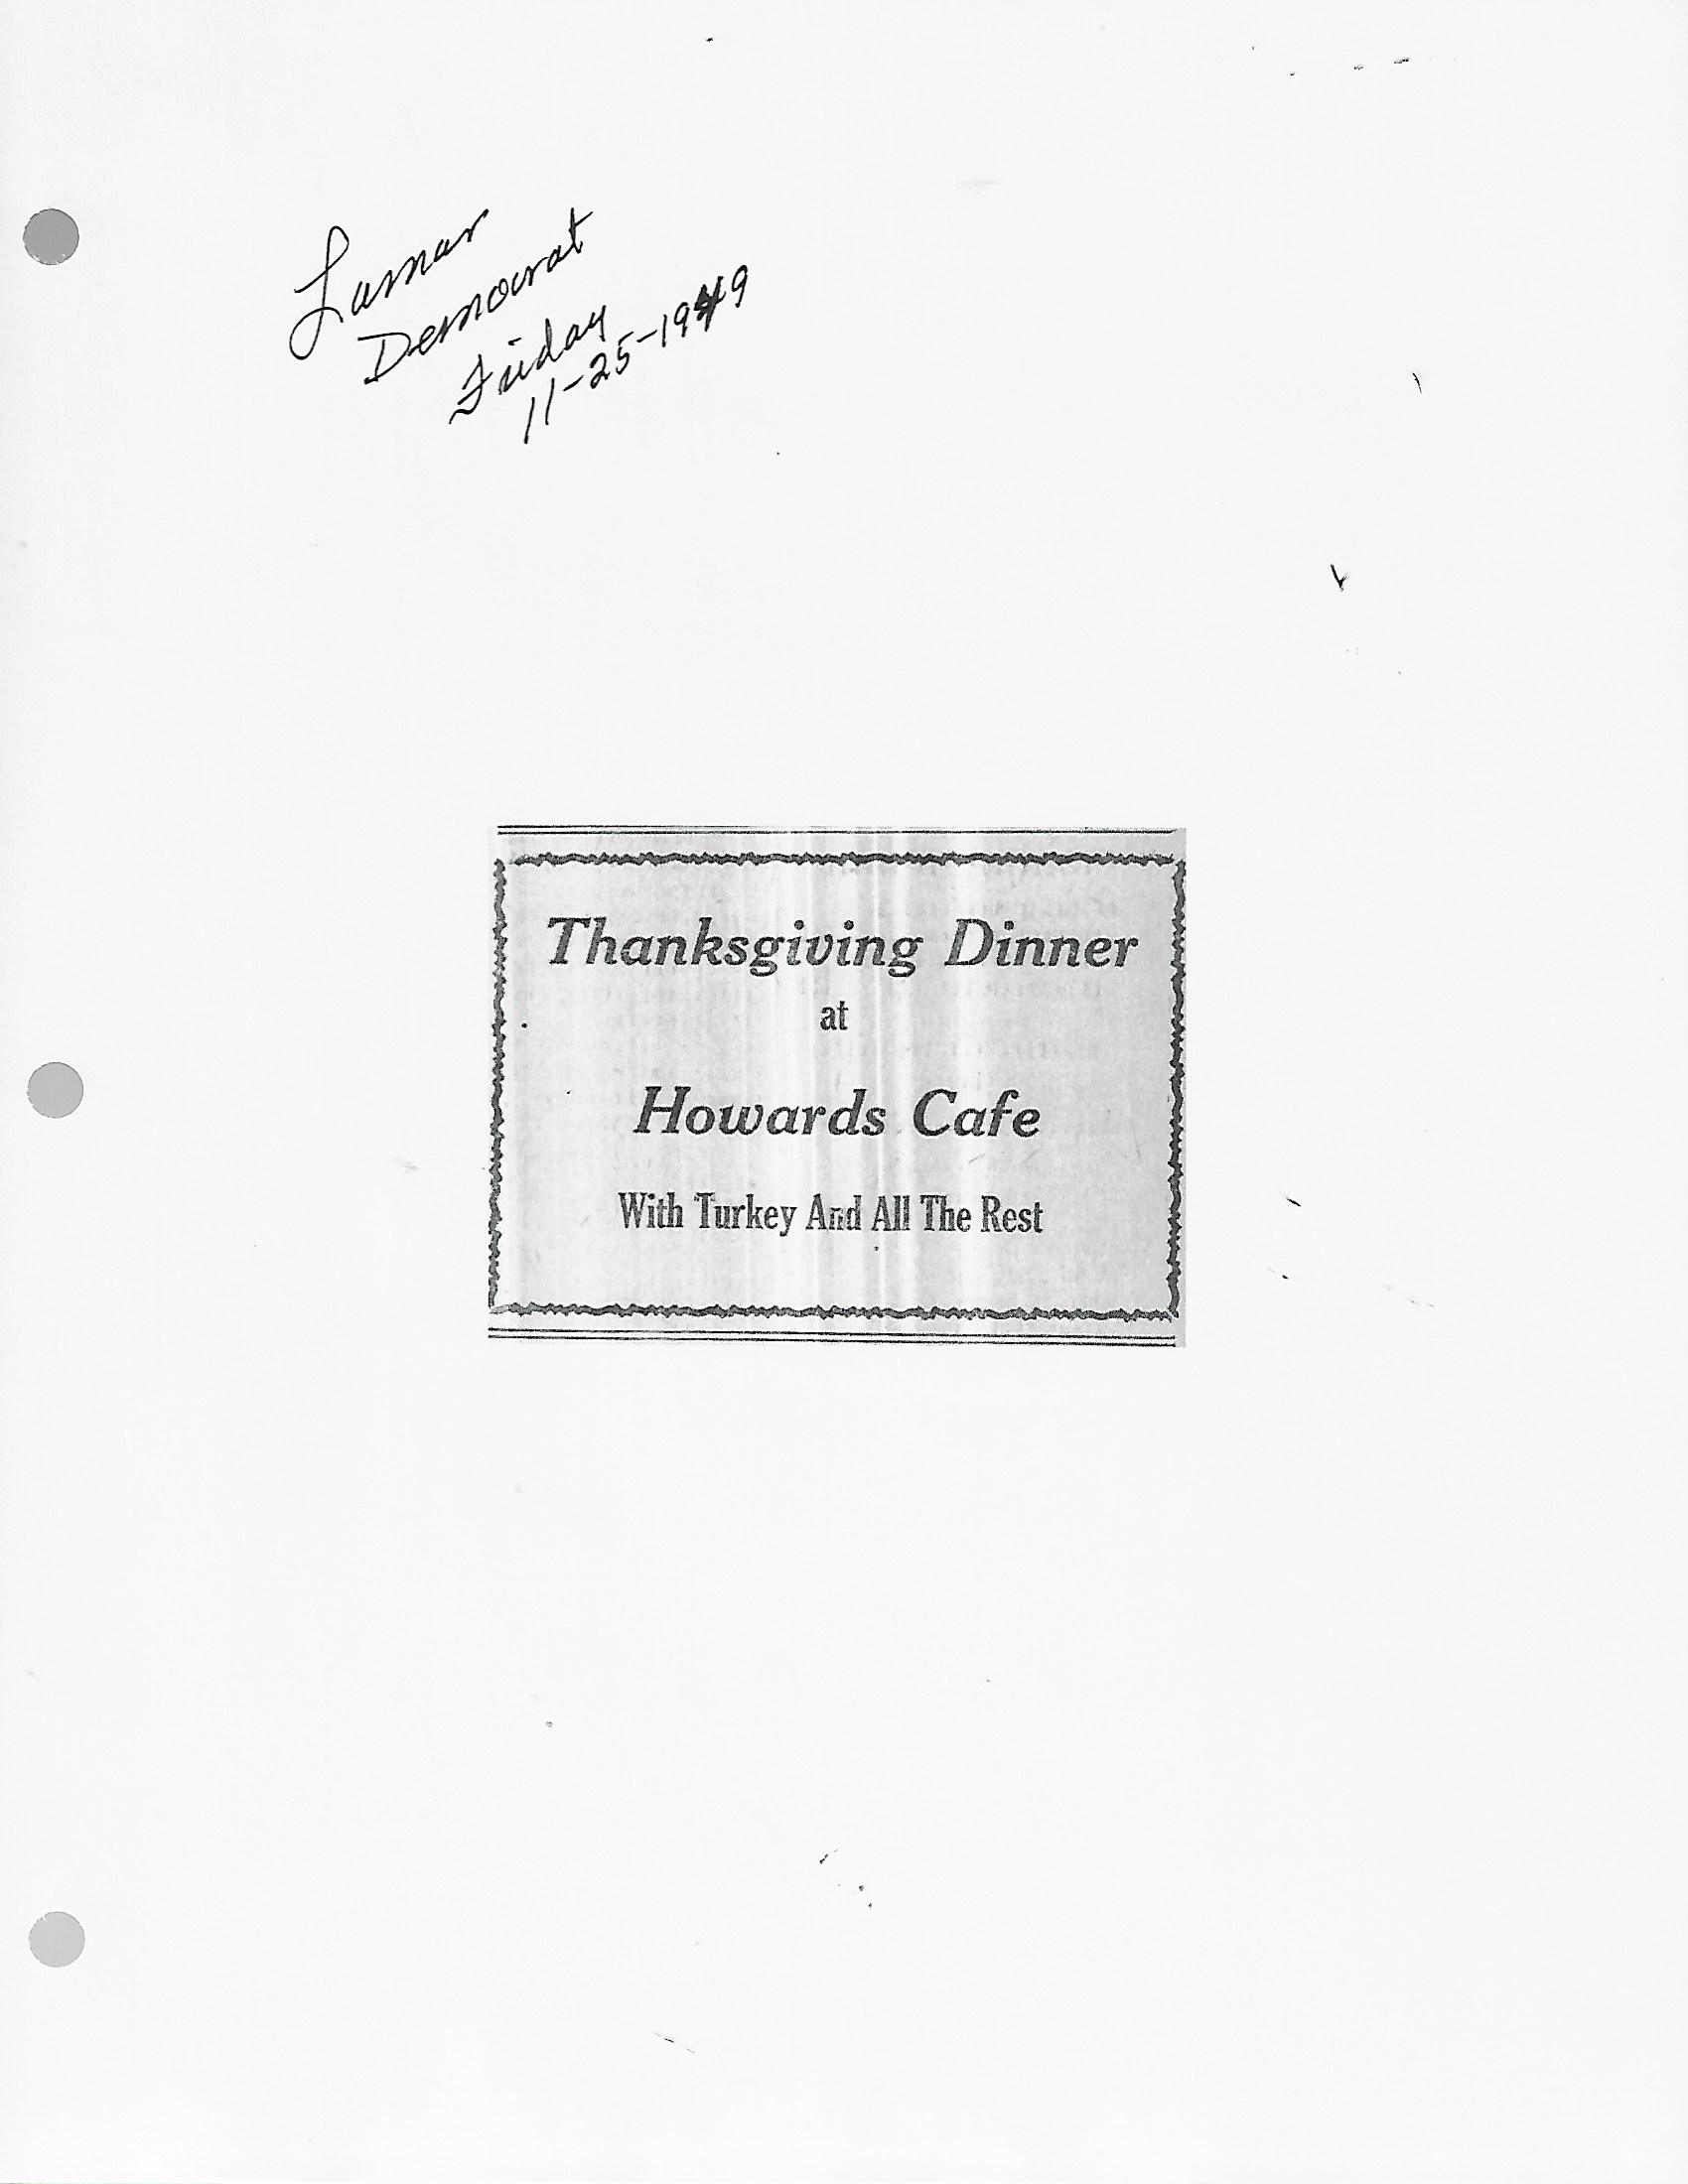 Lamar
Democrat
Friday
11-25-1949
Thanksgiving Dinner
at
Howards Cafe
With Turkey And All The Rest